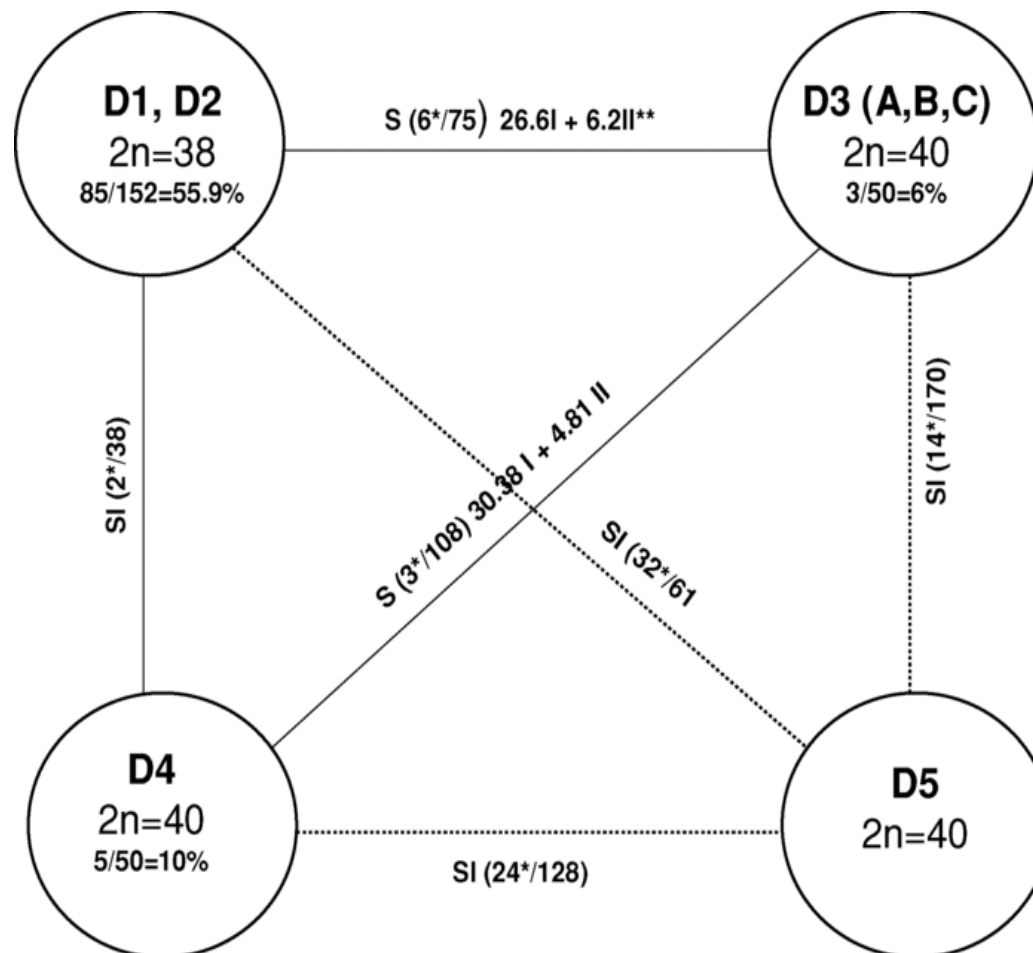 D1, D2
2n=38
85/152=55.9%
S (6*/75) 26.6I + 6.2II**
D3 (A,B,C)
2n=40
3/50=6%
SI (2*/38)
S (3*/108) 30.38 I + 4.81 II
SI (32*/61
SI (14*/170)
D4
2n=40
5/50=10%
SI (24*/128)
D5
2n=40